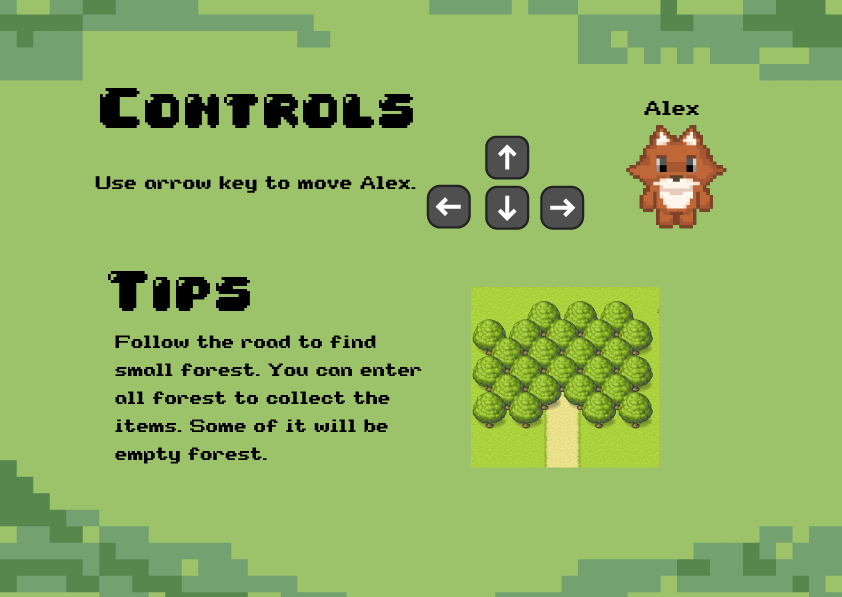 Controls
Alex
Use arrow key to move Alex.
Tips
Follow the road to find
small forest. You can enter
all forest to collect the
items. Some of it will be
empty forest.